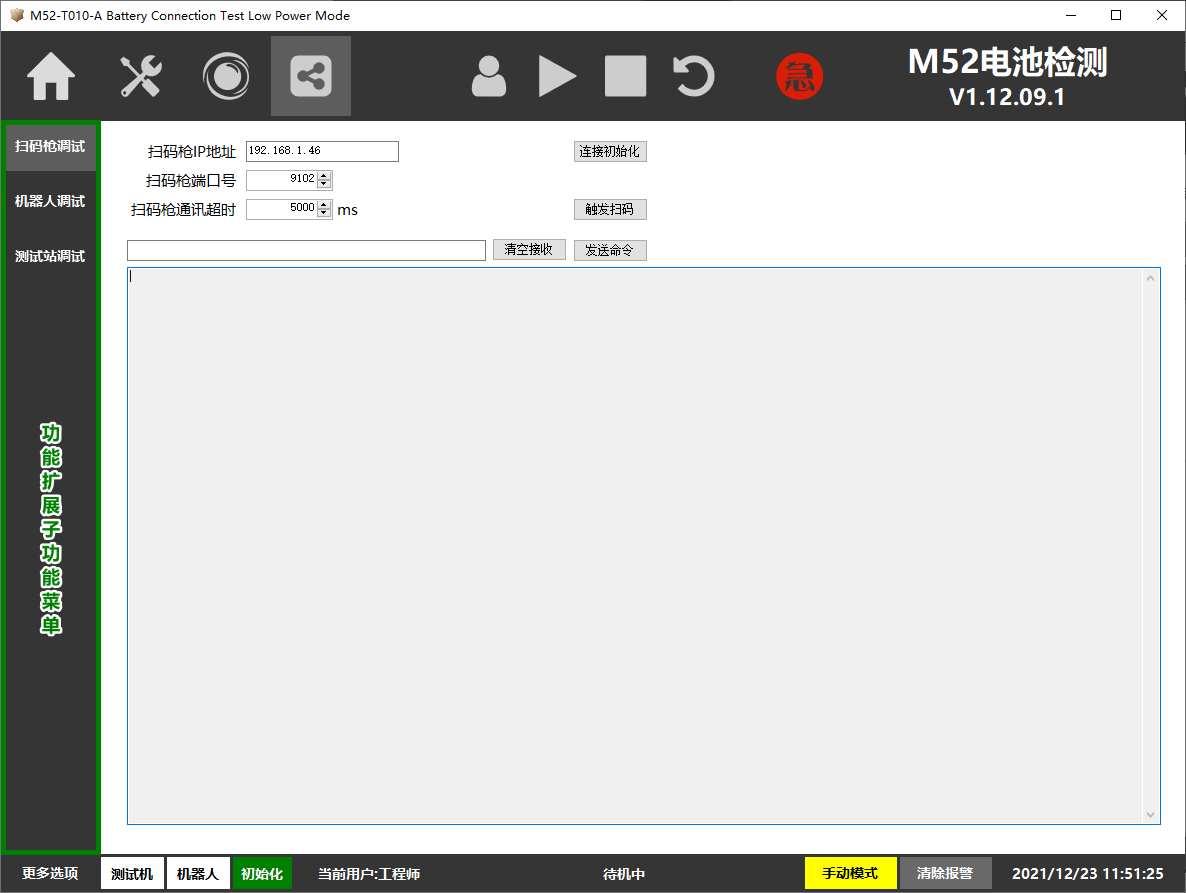 M52-T010-A Battery Connection Test Low Power Mode
急
M52电池检测
V1.12.09.1
扫码枪调试
机器人调试
测试站调试
功能扩展子功能菜单
扫码枪IP地址 192.168.1.46 连接初始化
扫码枪端口号 9102
扫码枪通讯超时 5000 ms 触发扫码
清空接收 发送命令
更多选项 测试机 机器人 初始化 当前用户:工程师 待机中 手动模式 清除报警 2021/12/23 11:51:25